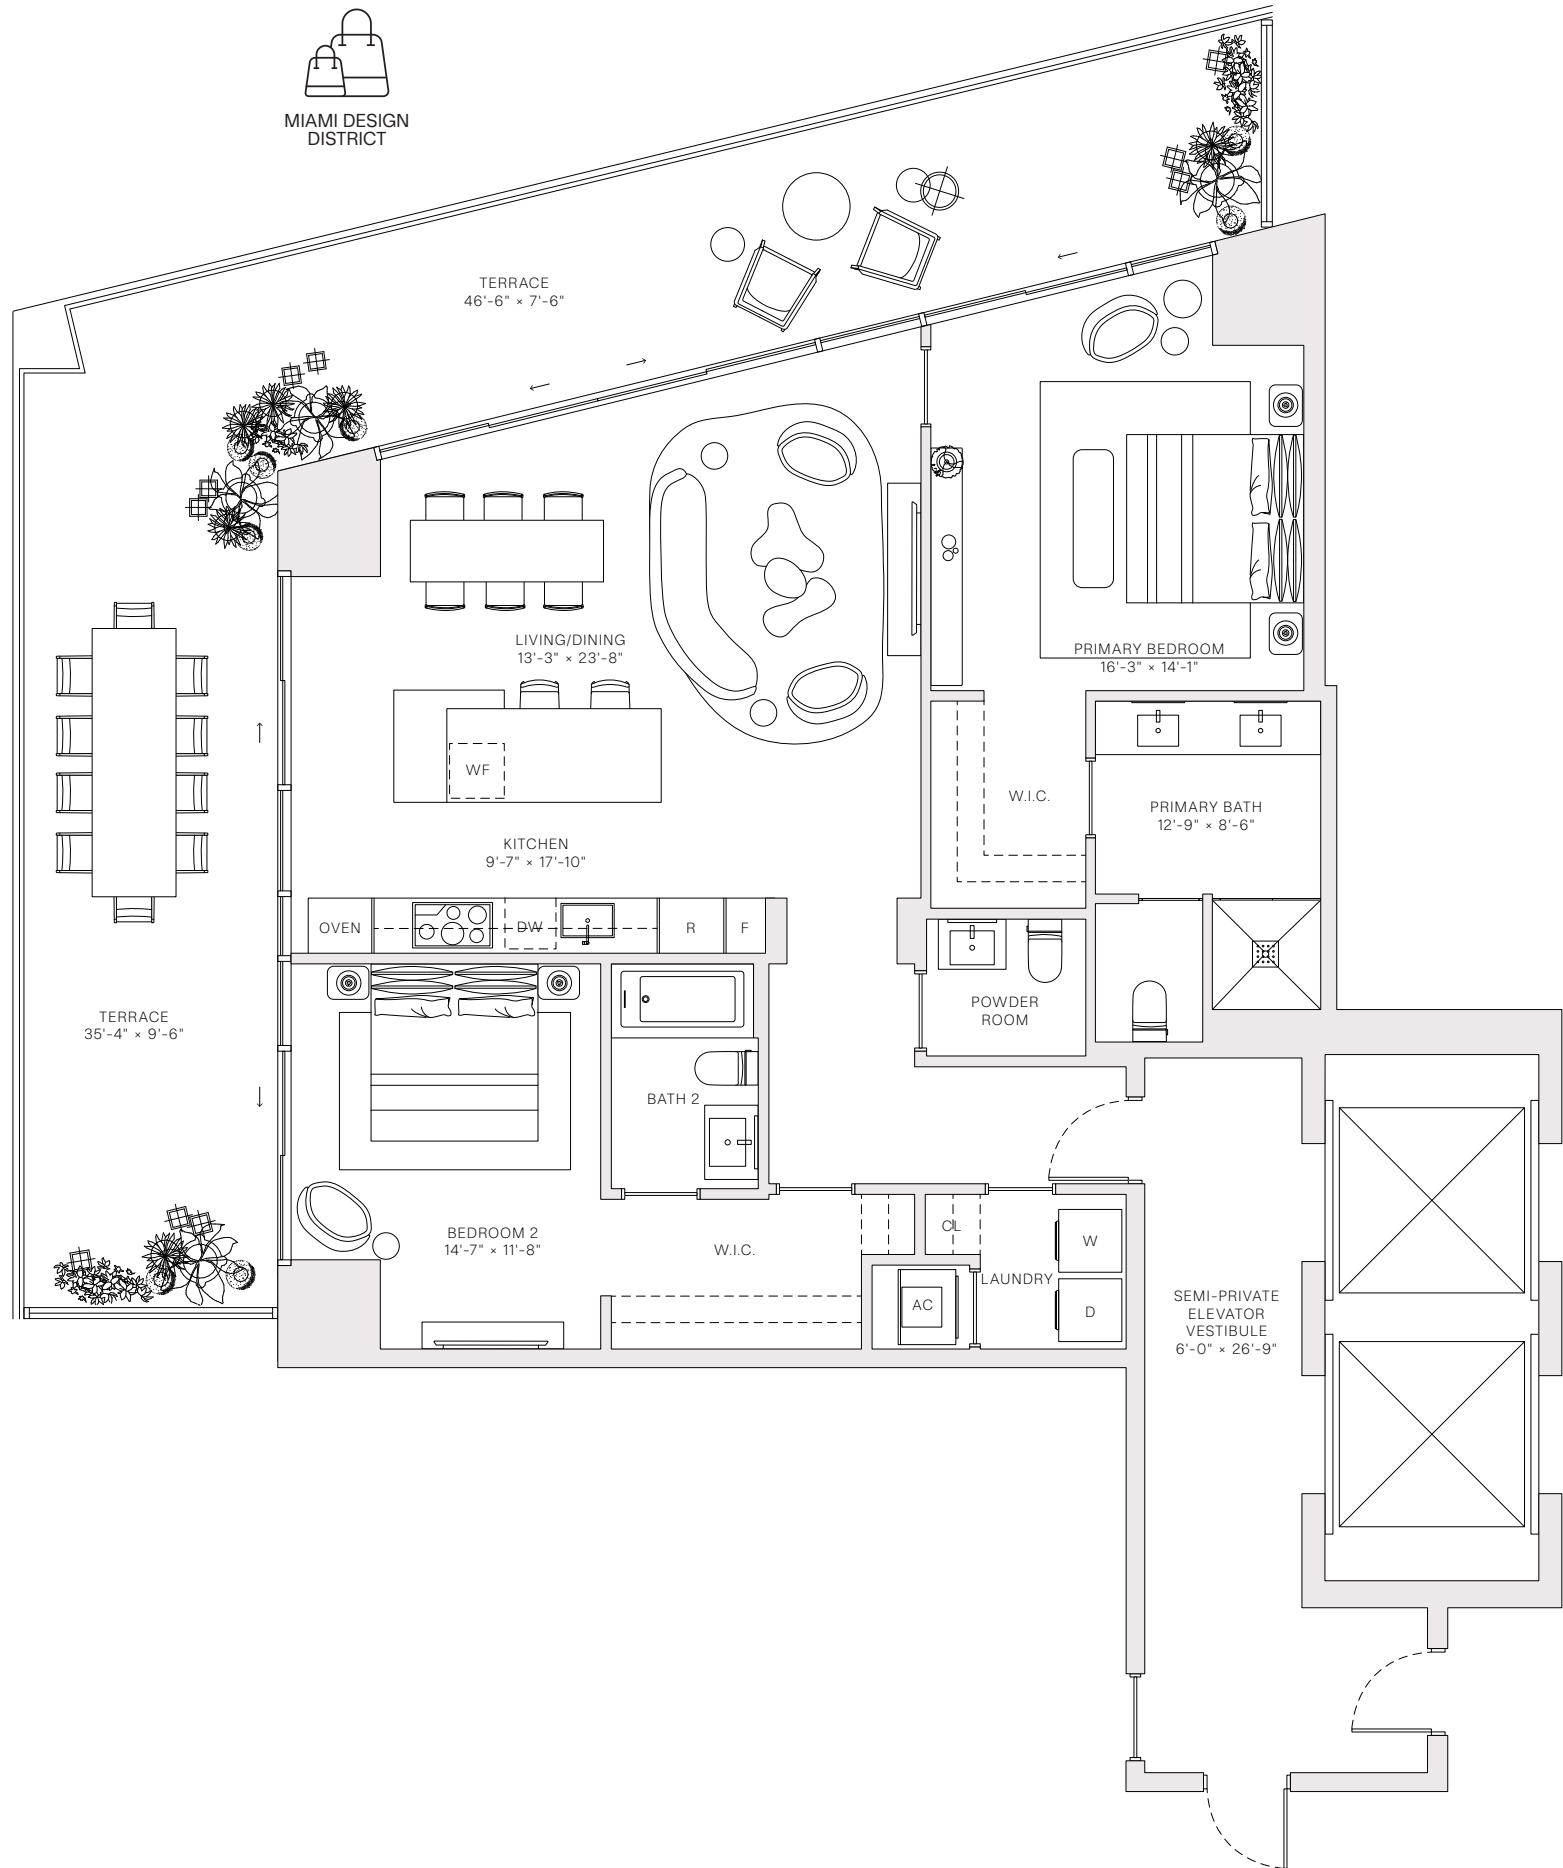 MIAMI DESIGN
DISTRICT
TERRACE
46'-6" × 7'-6"
LIVING/DINING
13'-3" × 23'-8"
PRIMARY BEDROOM
16'-3" × 14'-1"
WF
W.I.C.
PRIMARY BATH
12'-9" × 8'-6"
KITCHEN
9'-7" × 17'-10"
OVEN
DW
R
F
POWDER
ROOM
TERRACE
35'-4" × 9'-6"
BATH 2
BEDROOM 2
14'-7" × 11'-8"
W.I.C.
CL
W
LAUNDRY
AC
D
SEMI-PRIVATE
ELEVATOR
VESTIBULE
6'-0" × 26'-9"